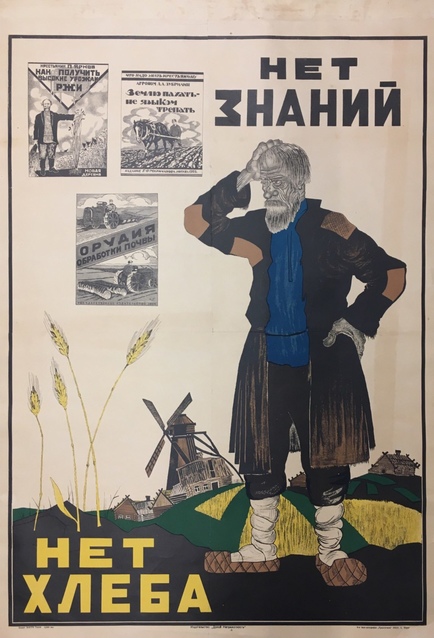 НЕТ
ЗНАНИЙ
КАК ПОЛУЧИТЬ
ВЫСОКИЕ УРОЖАИ
РЖИ
НОВАЯ
ДЕРЕВНЯ
Землю пахать-
не языком
трепать
ОРУДИЯ
ОБРАБОТКИ ПОЧВЫ
НЕТ
ХЛЕБА